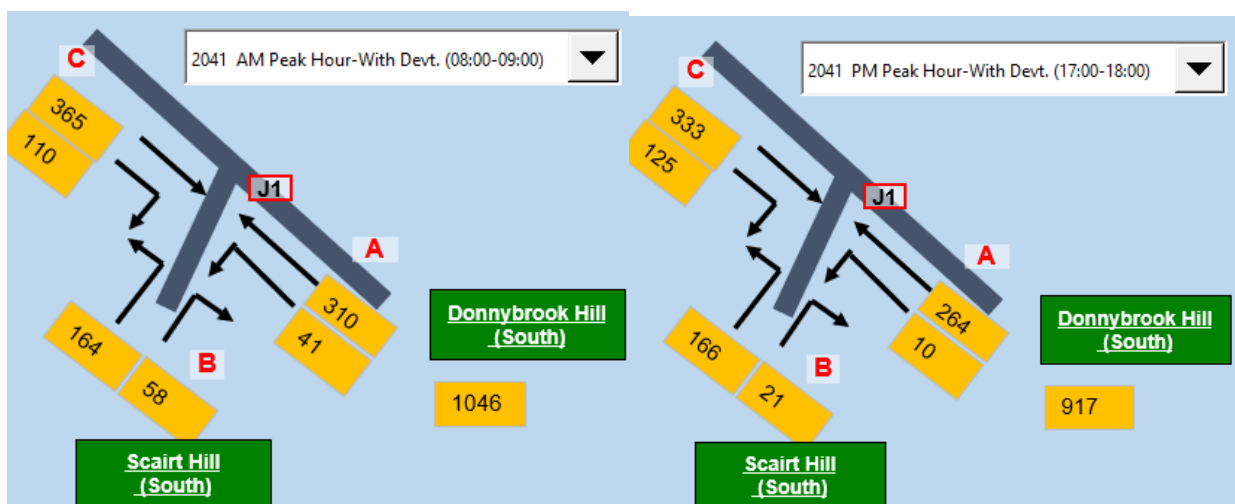 2041 AM Peak Hour-With Devt. (08:00-09:00)
C
365
110
J1
A
310
41
164
58
B
Donnybrook Hill
(South)
1046
Scairt Hill
(South)
2041 PM Peak Hour-With Devt. (17:00-18:00)
C
333
125
J1
A
264
10
166
21
B
Donnybrook Hill
(South)
917
Scairt Hill
(South)